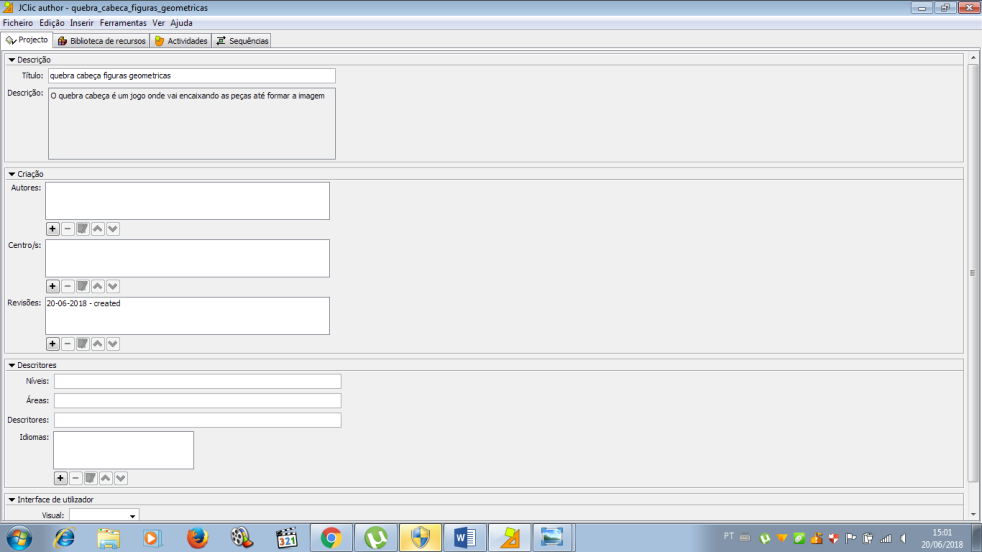 JClic author - quebra_cabeca_figuras_geometricas
Ficheiro Edição Inserir Ferramentas Ver Ajuda
Projecto Biblioteca de recursos Actividades Sequências
Descrição
Título: quebra cabeça figuras geometricas
Descrição: O quebra cabeça é um jogo onde vai encaixando as peças até formar a imagem
Criação
Autores:
Centro/s:
Revisões: 20-06-2018 - created
Descritores
Níveis:
Áreas:
Descritores:
Idiomas:
Interface de utilizador
Visual:
321
W
PT
15:01
20/06/2018